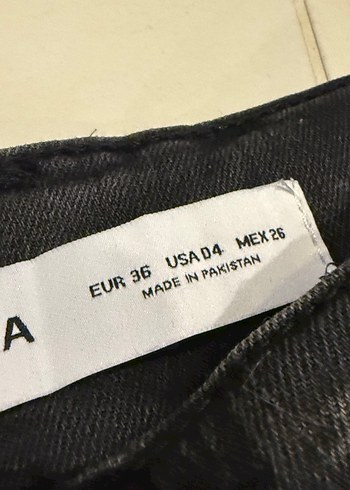 A
EUR 36 USA 04 MEX 26
MADE IN PAKISTAN